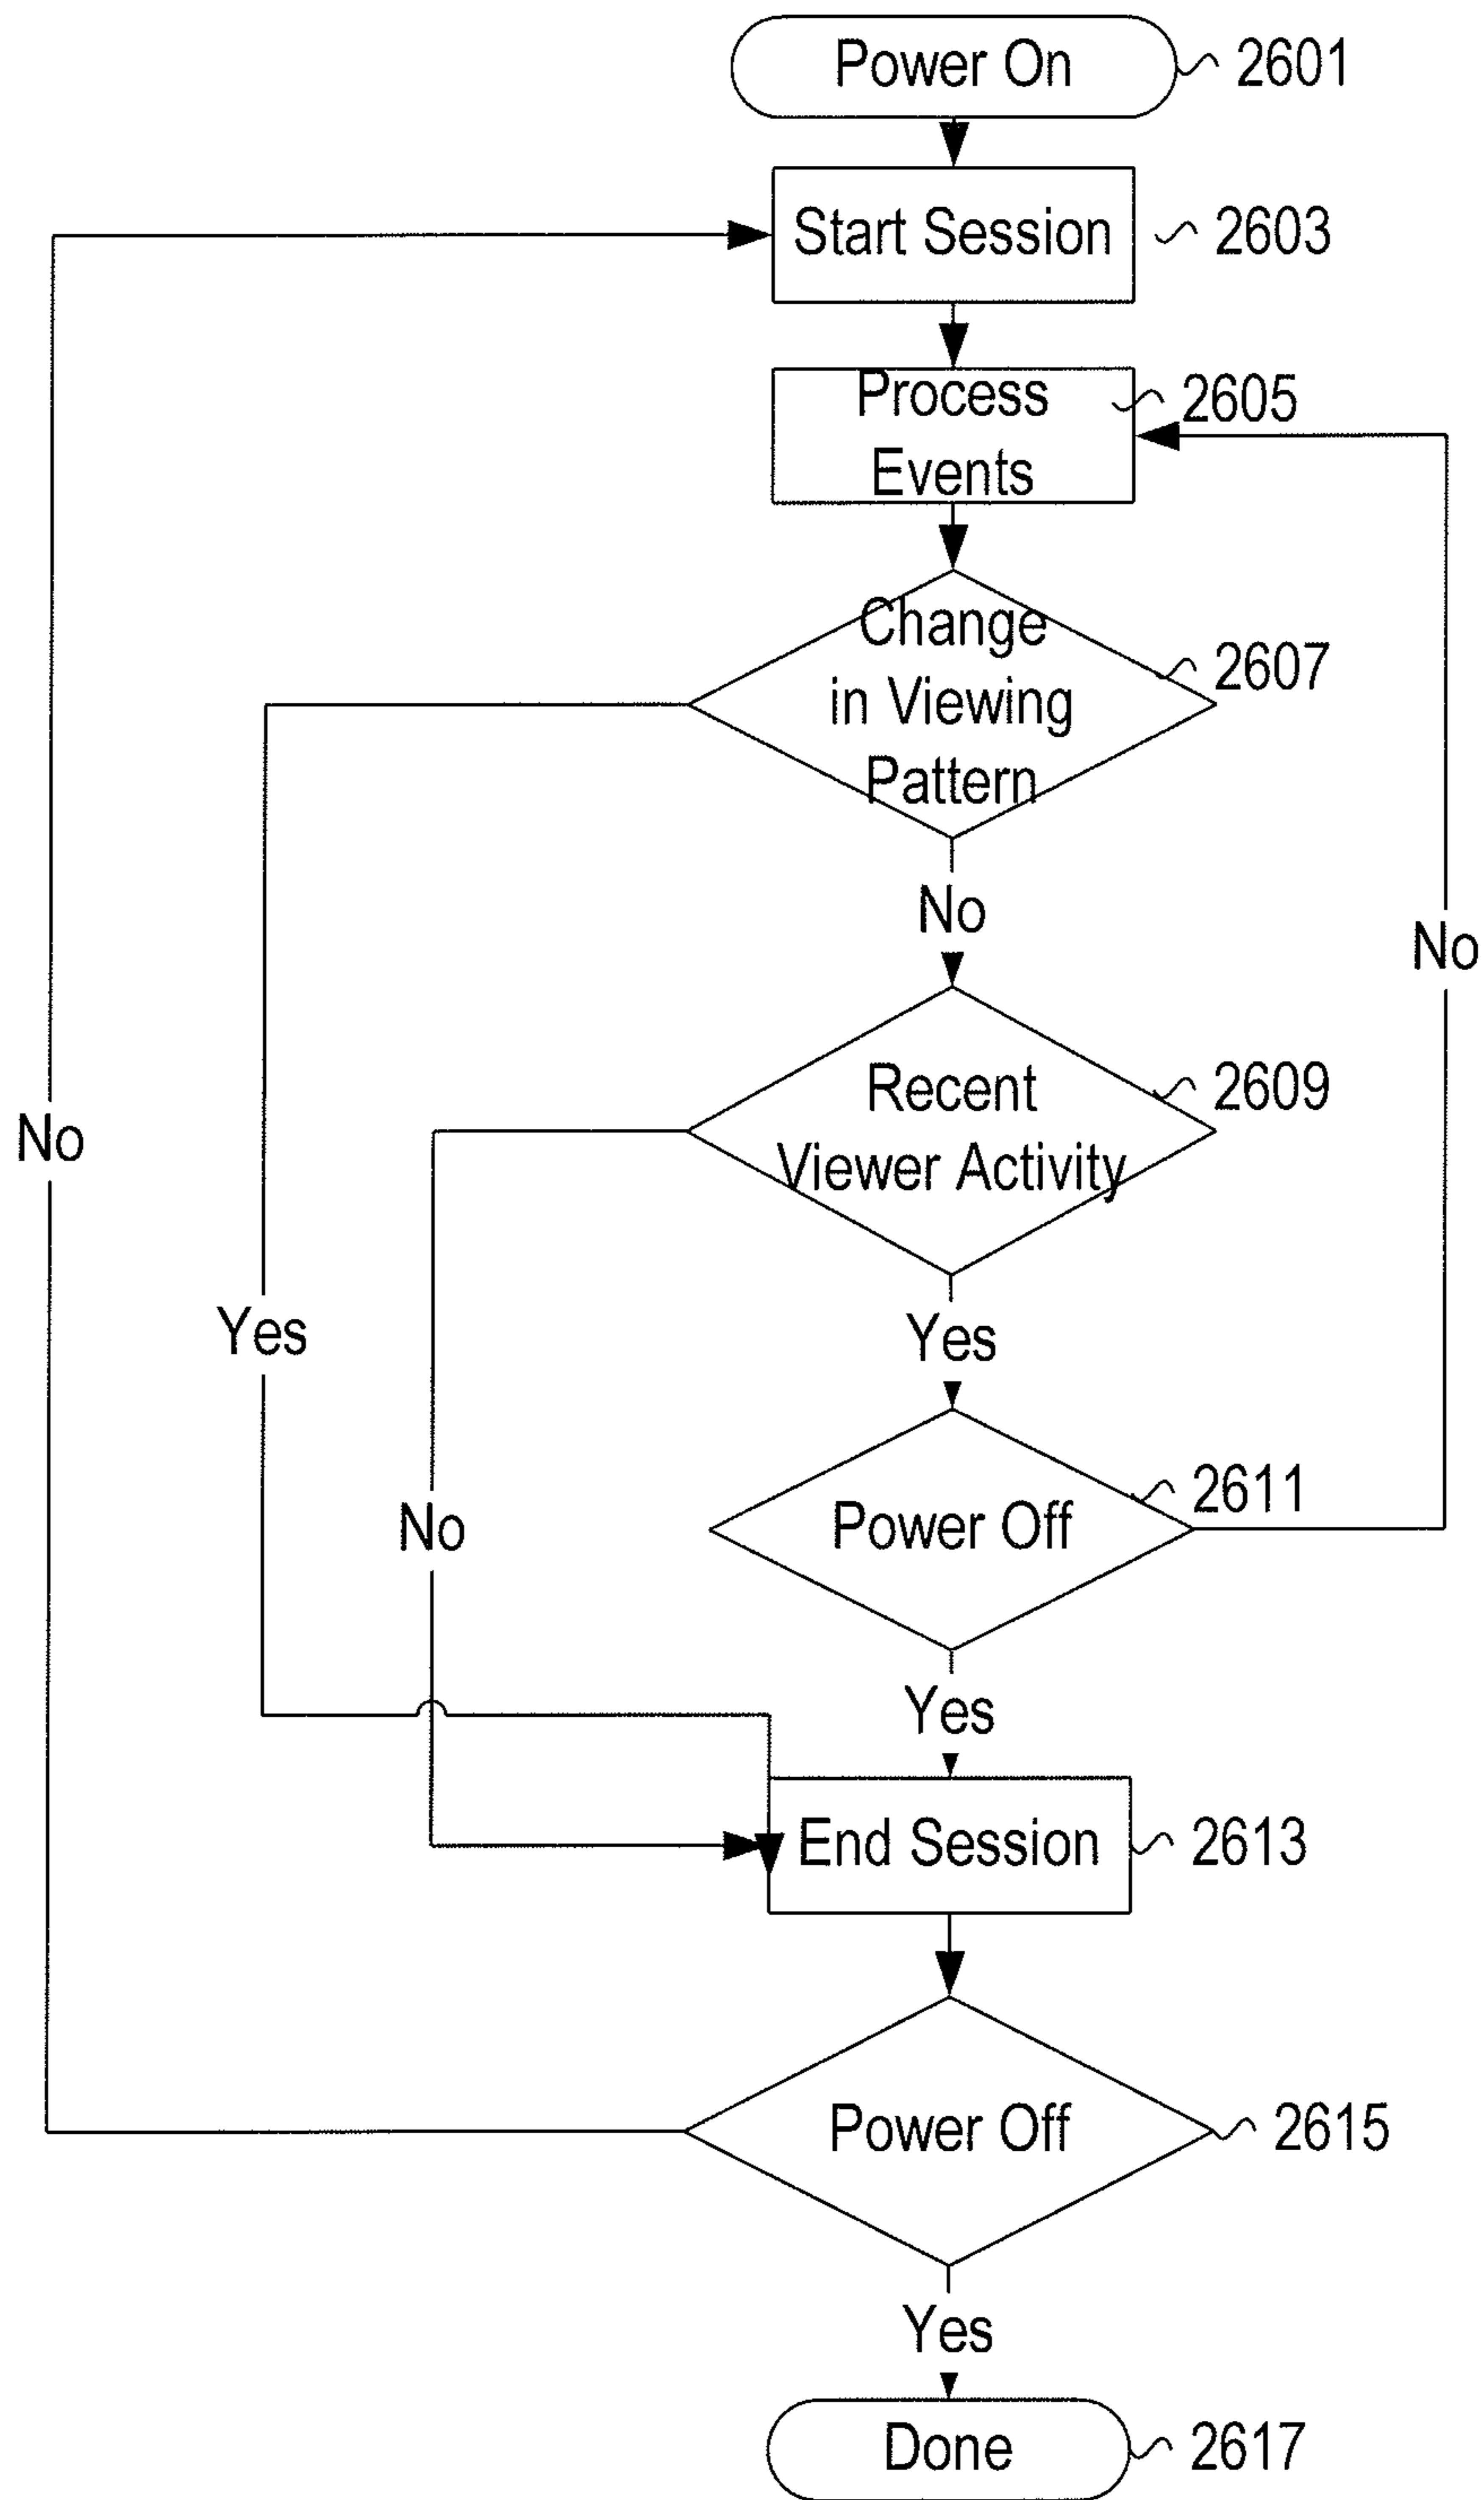 Power On
2601
Start Session
2603
Process
Events
2605
Change
in Viewing
Pattern
2607
No
No
Recent
Viewer Activity
2609
No
Yes
Yes
Power Off
2611
No
Yes
End Session
2613
Power Off
2615
Yes
Done
2617